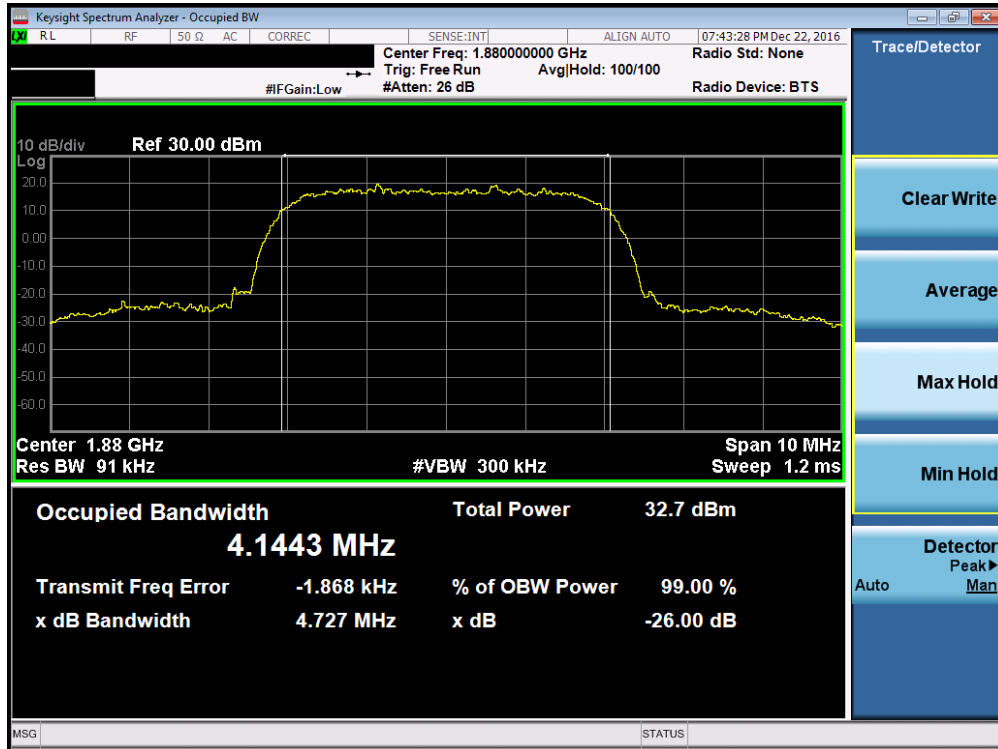 Keysight Spectrum Analyzer - Occupied BW
LXI RL RF 50 Ω AC CORREC SENSE:INT ALIGN AUTO 07:43:28 PM Dec 22, 2016
Center Freq: 1.880000000 GHz Radio Std: None
Trig: Free Run Avg|Hold: 100/100
#IFGain:Low #Atten: 26 dB Radio Device: BTS
Trace/Detector
10 dB/div Ref 30.00 dBm
Log
20.0
10.0
0.00
-10.0
-20.0
-30.0
-40.0
-50.0
-60.0
Center 1.88 GHz Span 10 MHz
Res BW 91 kHz #VBW 300 kHz Sweep 1.2 ms
Occupied Bandwidth Total Power 32.7 dBm
4.1443 MHz
Transmit Freq Error -1.868 kHz % of OBW Power 99.00 %
x dB Bandwidth 4.727 MHz x dB -26.00 dB
Clear Write
Average
Max Hold
Min Hold
Detector
Peak▶
Auto Man
MSG STATUS